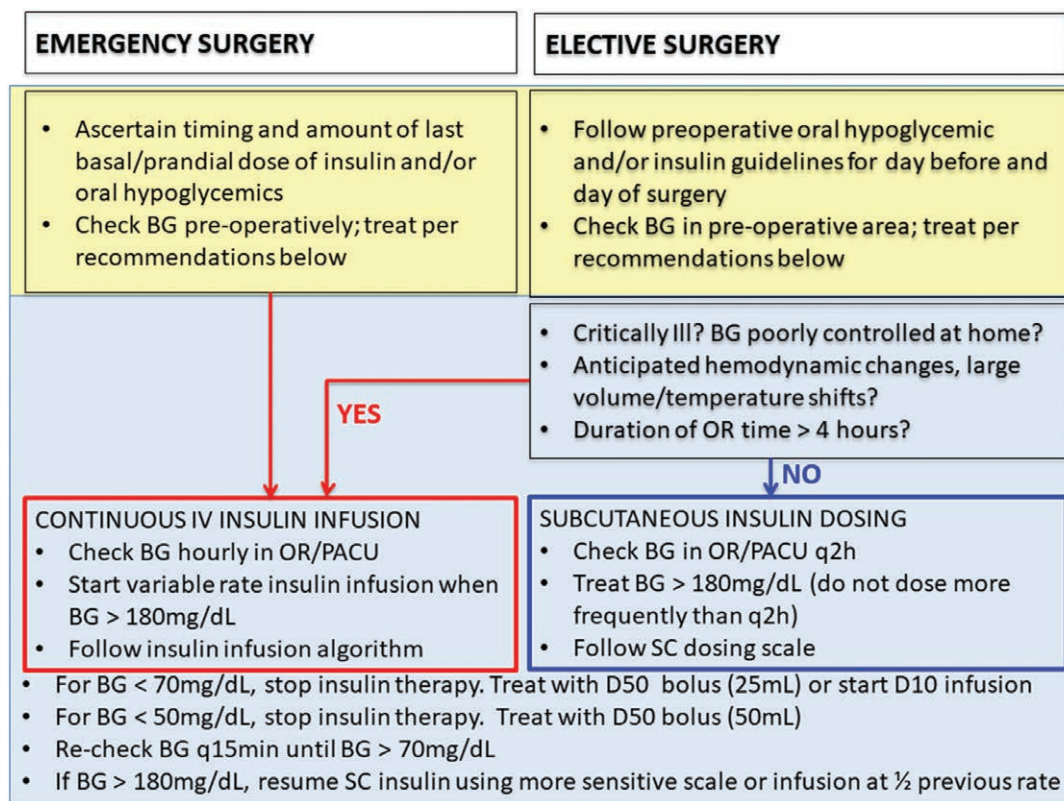 EMERGENCY SURGERY
• Ascertain timing and amount of last
basal/prandial dose of insulin and/or
oral hypoglycemics
• Check BG pre-operatively; treat per
recommendations below
ELECTIVE SURGERY
• Follow preoperative oral hypoglycemic
and/or insulin guidelines for day before and
day of surgery
• Check BG in pre-operative area; treat per
recommendations below
• Critically Ill? BG poorly controlled at home?
• Anticipated hemodynamic changes, large
volume/temperature shifts?
• Duration of OR time > 4 hours?
YES
NO
CONTINUOUS IV INSULIN INFUSION
• Check BG hourly in OR/PACU
• Start variable rate insulin infusion when
BG > 180mg/dL
• Follow insulin infusion algorithm
SUBCUTANEOUS INSULIN DOSING
• Check BG in OR/PACU q2h
• Treat BG > 180mg/dL (do not dose more
frequently than q2h)
• Follow SC dosing scale
• For BG < 70mg/dL, stop insulin therapy. Treat with D50 bolus (25mL) or start D10 infusion
• For BG < 50mg/dL, stop insulin therapy. Treat with D50 bolus (50mL)
• Re-check BG q15min until BG > 70mg/dL
• If BG > 180mg/dL, resume SC insulin using more sensitive scale or infusion at ½ previous rate